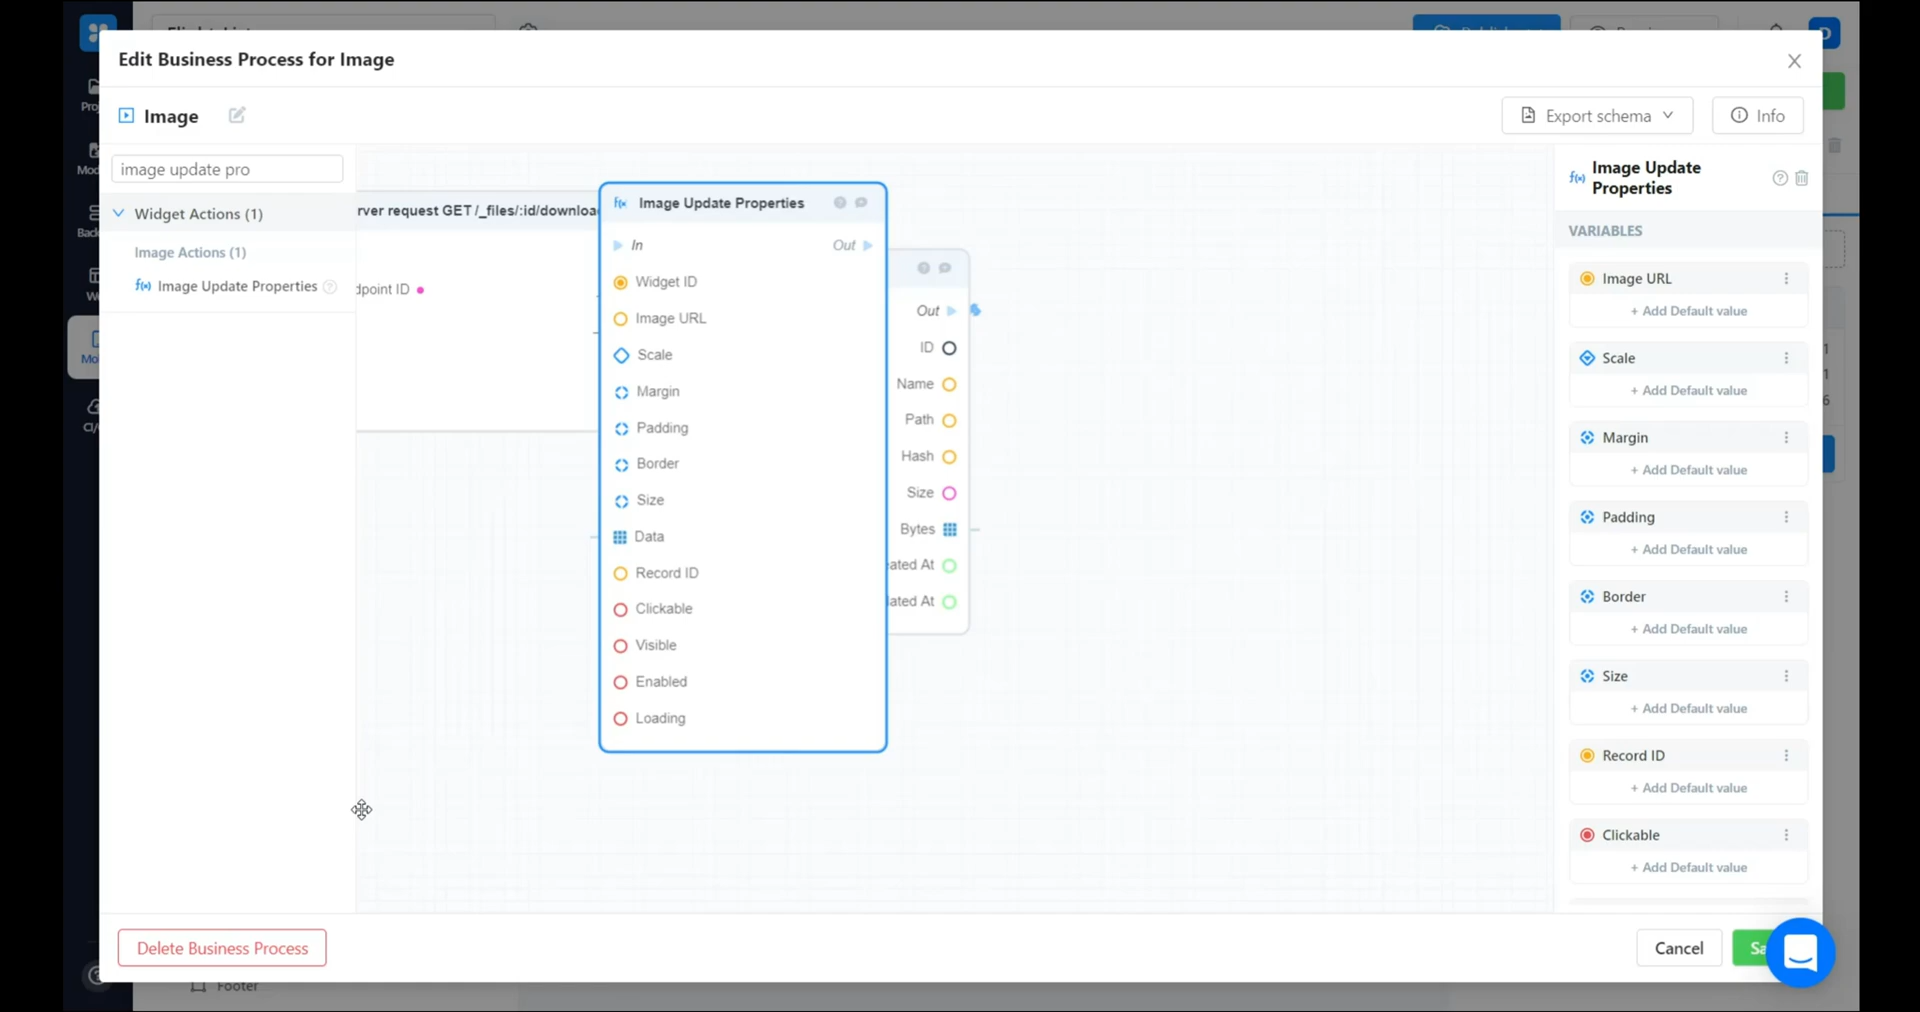 Edit Business Process for Image
Image
Export schema
Info
image update pro
Widget Actions (1)
Image Actions (1)
Image Update Properties
rver request GET /_files/:id/downloa
dpoint ID
Image Update Properties
In
Out
Widget ID
Image URL
Scale
Margin
Padding
Border
Size
Data
Record ID
Clickable
Visible
Enabled
Loading
Out
ID
Name
Path
Hash
Size
Bytes
ated At
lated At
Image Update
Properties
VARIABLES
Image URL
+ Add Default value
Scale
+ Add Default value
Margin
+ Add Default value
Padding
+ Add Default value
Border
+ Add Default value
Size
+ Add Default value
Record ID
+ Add Default value
Clickable
+ Add Default value
Delete Business Process
Cancel
Sa
Footer